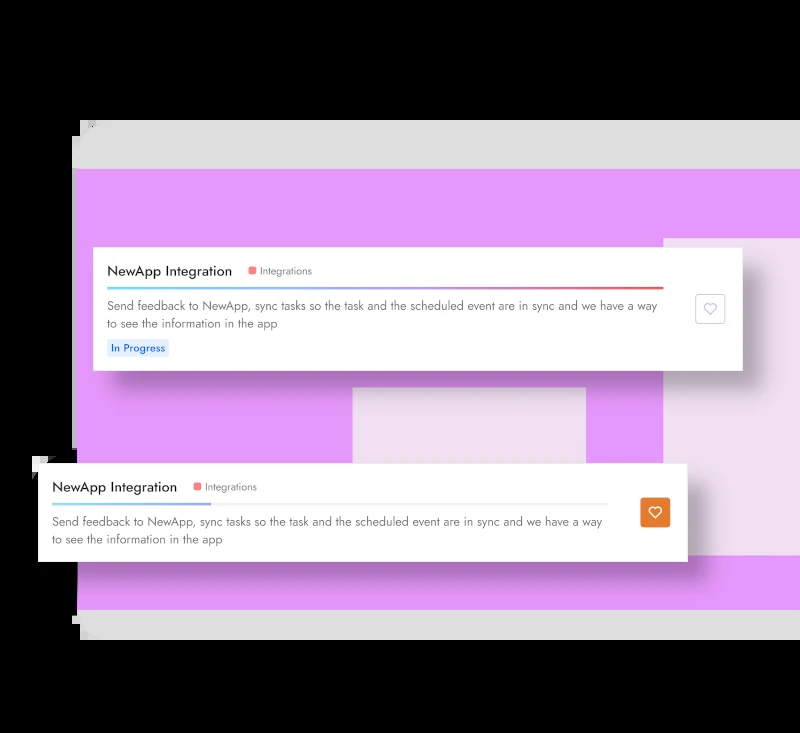 NewApp Integration Integrations
Send feedback to NewApp, sync tasks so the task and the scheduled event are in sync and we have a way
to see the information in the app
In Progress
NewApp Integration Integrations
Send feedback to NewApp, sync tasks so the task and the scheduled event are in sync and we have a way
to see the information in the app